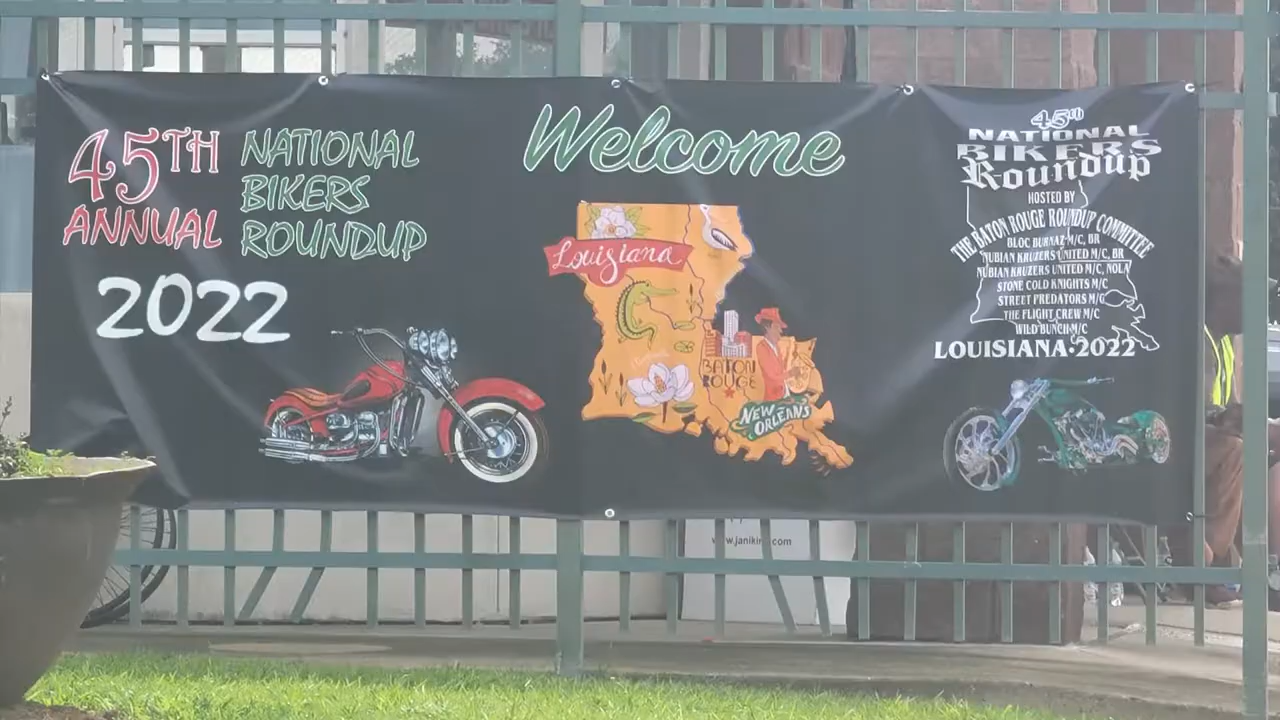 45TH
ANNUAL
NATIONAL
BIKERS
ROUNDUP
2022
Welcome
Louisiana
BATON
ROUGE
NEW
ORLEANS
45th
NATIONAL
BIKERS
Roundup
HOSTED BY
THE BATON ROUGE ROUNDUP COMMITTEE
BLOC BURNAZ M/C, BR
NUBIAN KRUZERS UNITED M/C, BR
NUBIAN KRUZERS UNITED M/C, NOLA
STONE COLD KNIGHTS M/C
STREET PREDATORS M/C
THE FLIGHT CREW M/C
WILD BUNCH M/C
LOUISIANA•2022